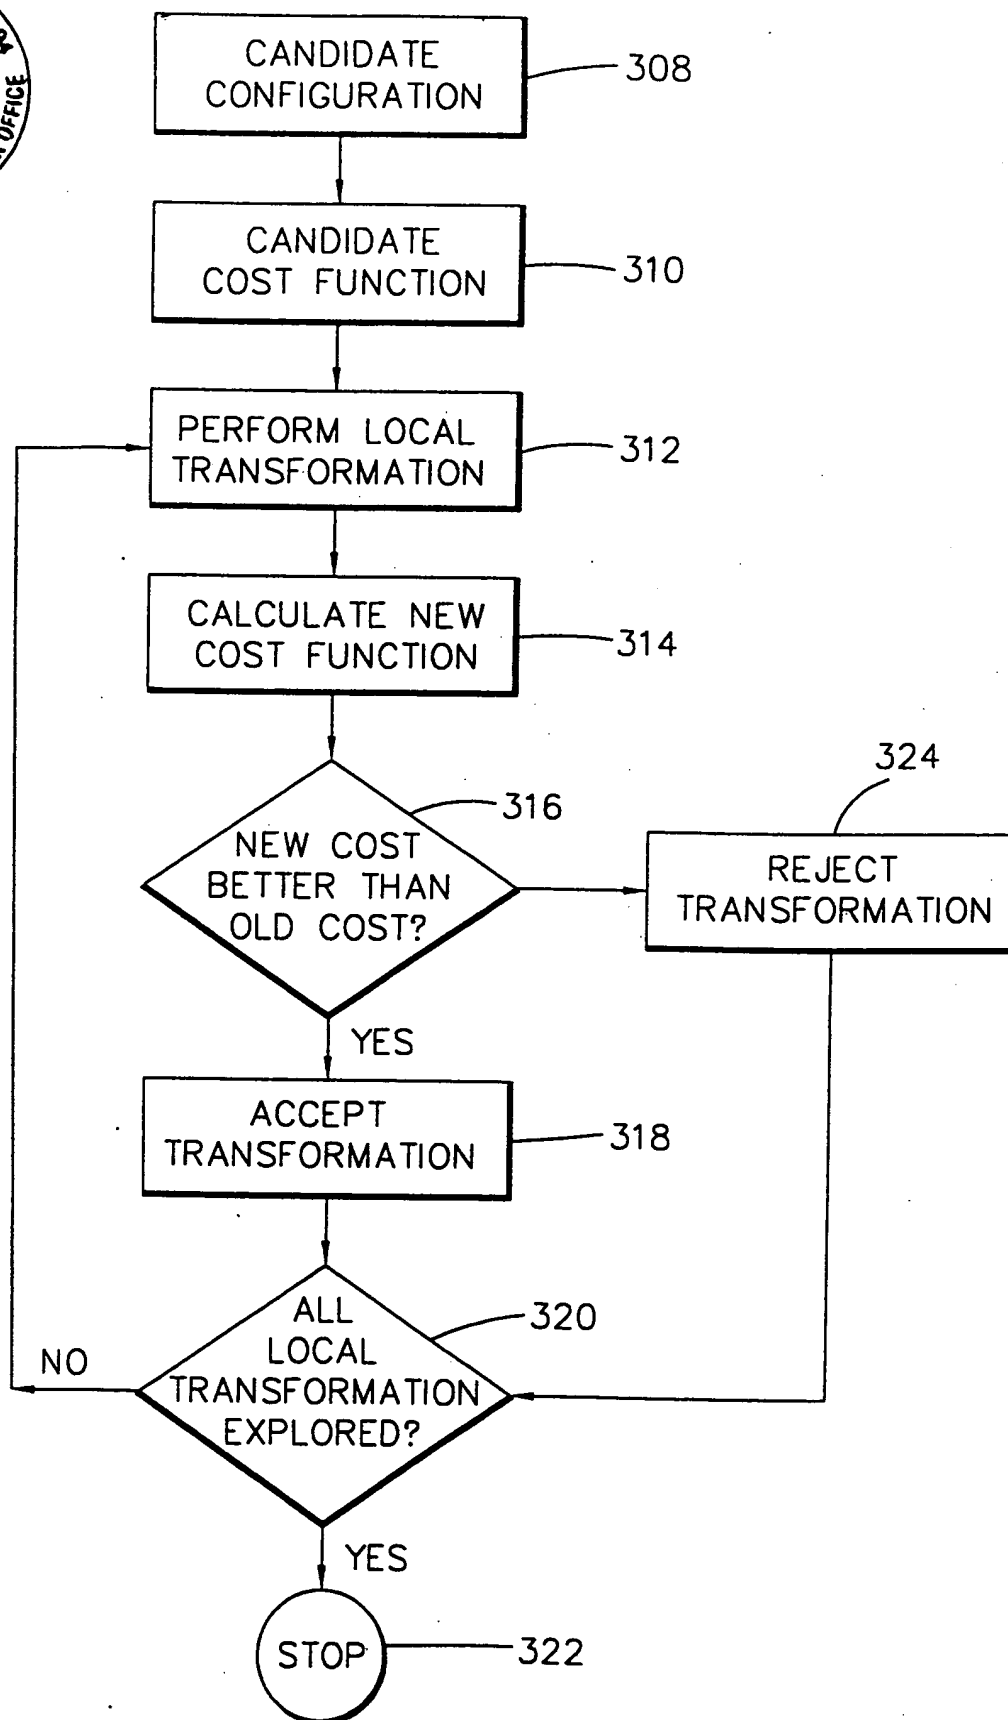 OFFICE
CANDIDATE
CONFIGURATION
308
CANDIDATE
COST FUNCTION
310
PERFORM LOCAL
TRANSFORMATION
312
CALCULATE NEW
COST FUNCTION
314
324
316
NEW COST
BETTER THAN
OLD COST?
REJECT
TRANSFORMATION
YES
ACCEPT
TRANSFORMATION
318
ALL
LOCAL
TRANSFORMATION
EXPLORED?
320
NO
YES
STOP
322